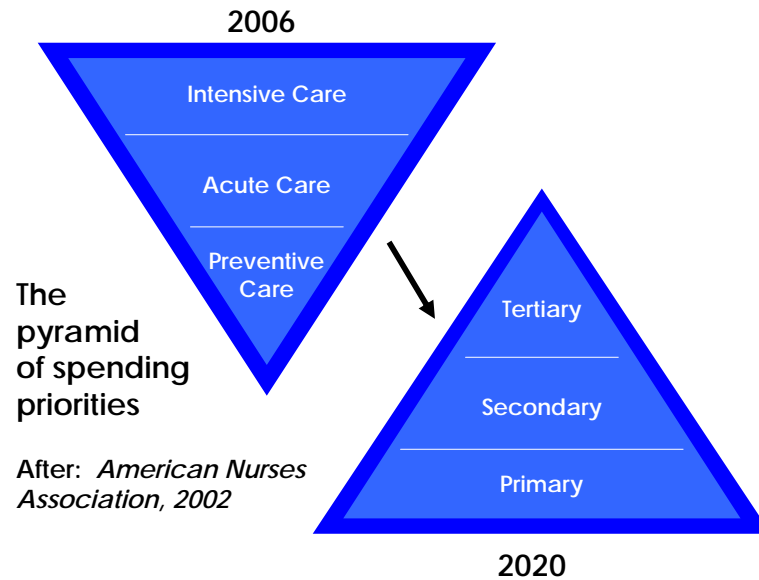 2006
Intensive Care
Acute Care
Preventive
Care
The
pyramid
of spending
priorities
After: American Nurses
Association, 2002
Tertiary
Secondary
Primary
2020